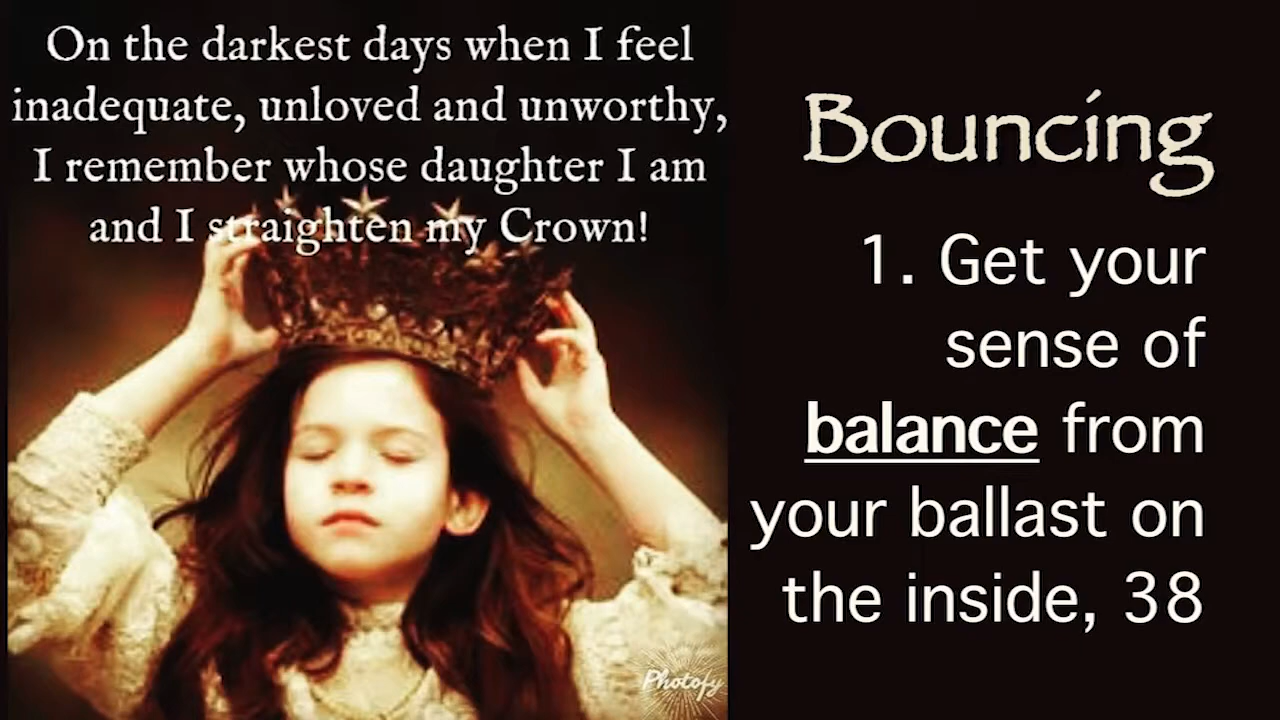 On the darkest days when I feel
inadequate, unloved and unworthy,
I remember whose daughter I am
and I straighten my Crown!
Photofy
Bouncing
1. Get your
sense of
balance from
your ballast on
the inside, 38